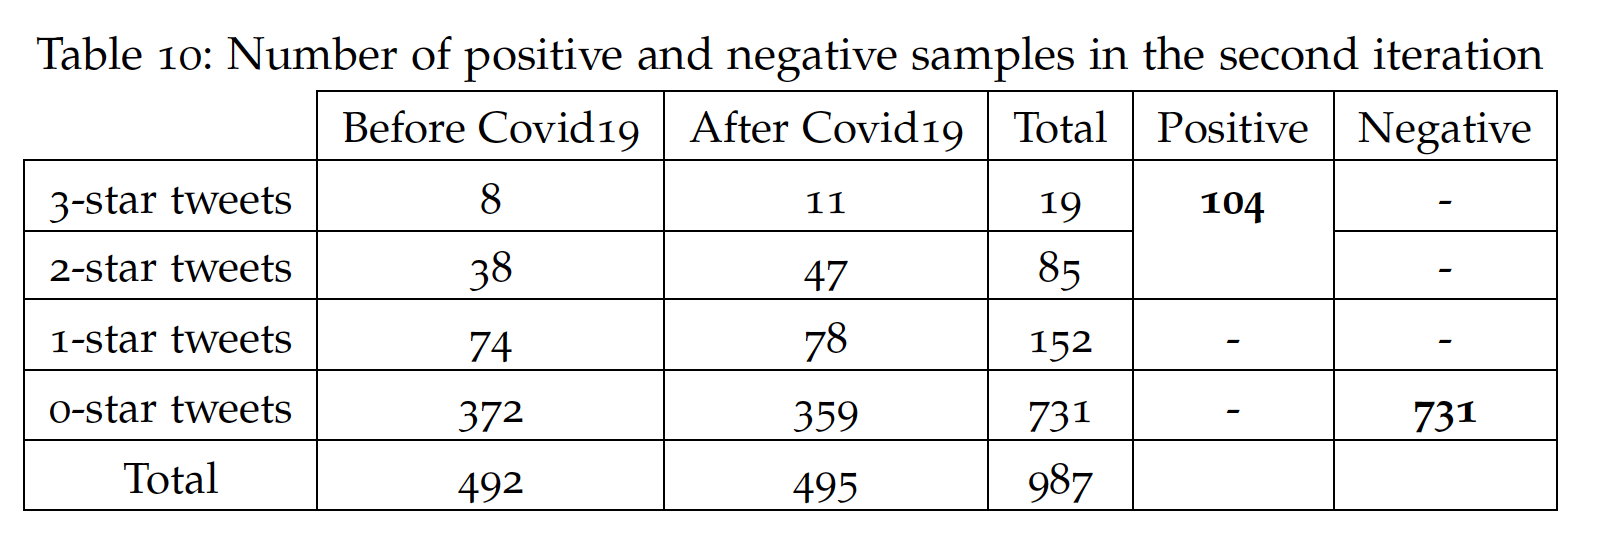 Table 10: Number of positive and negative samples in the second iteration
Before Covid19 After Covid19 Total Positive Negative
3-star tweets 8 11 19 104 -
2-star tweets 38 47 85 -
1-star tweets 74 78 152 - -
0-star tweets 372 359 731 - 731
Total 492 495 987